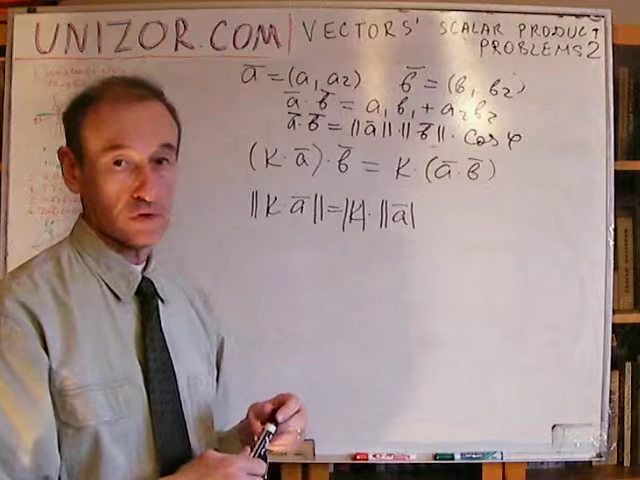 UNIZOR.COM | VECTORS' SCALAR PRODUCT
PROBLEMS 2
a̅ = (a₁ a₂) b̅ = (b₁ b₂)
a̅ · b̅ = a₁b₁ + a₂b₂
a̅ · b̅ = ||a̅|| · ||b̅|| · cos φ
(K · a̅) · b̅ = K · (a̅ · b̅)
||K · a̅|| = |K| · ||a̅|